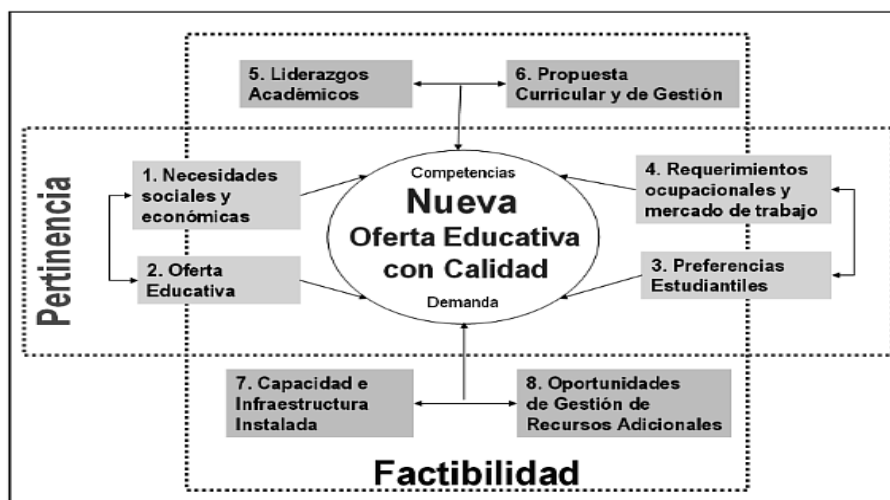 5. Liderazgos
Académicos
6. Propuesta
Curricular y de Gestión
Pertinencia
1. Necesidades
sociales y
económicas
2. Oferta
Educativa
Competencias
Nueva
Oferta Educativa
con Calidad
Demanda
4. Requerimientos
ocupacionales y
mercado de trabajo
3. Preferencias
Estudiantiles
7. Capacidad e
Infraestructura
Instalada
8. Oportunidades
de Gestión de
Recursos Adicionales
Factibilidad